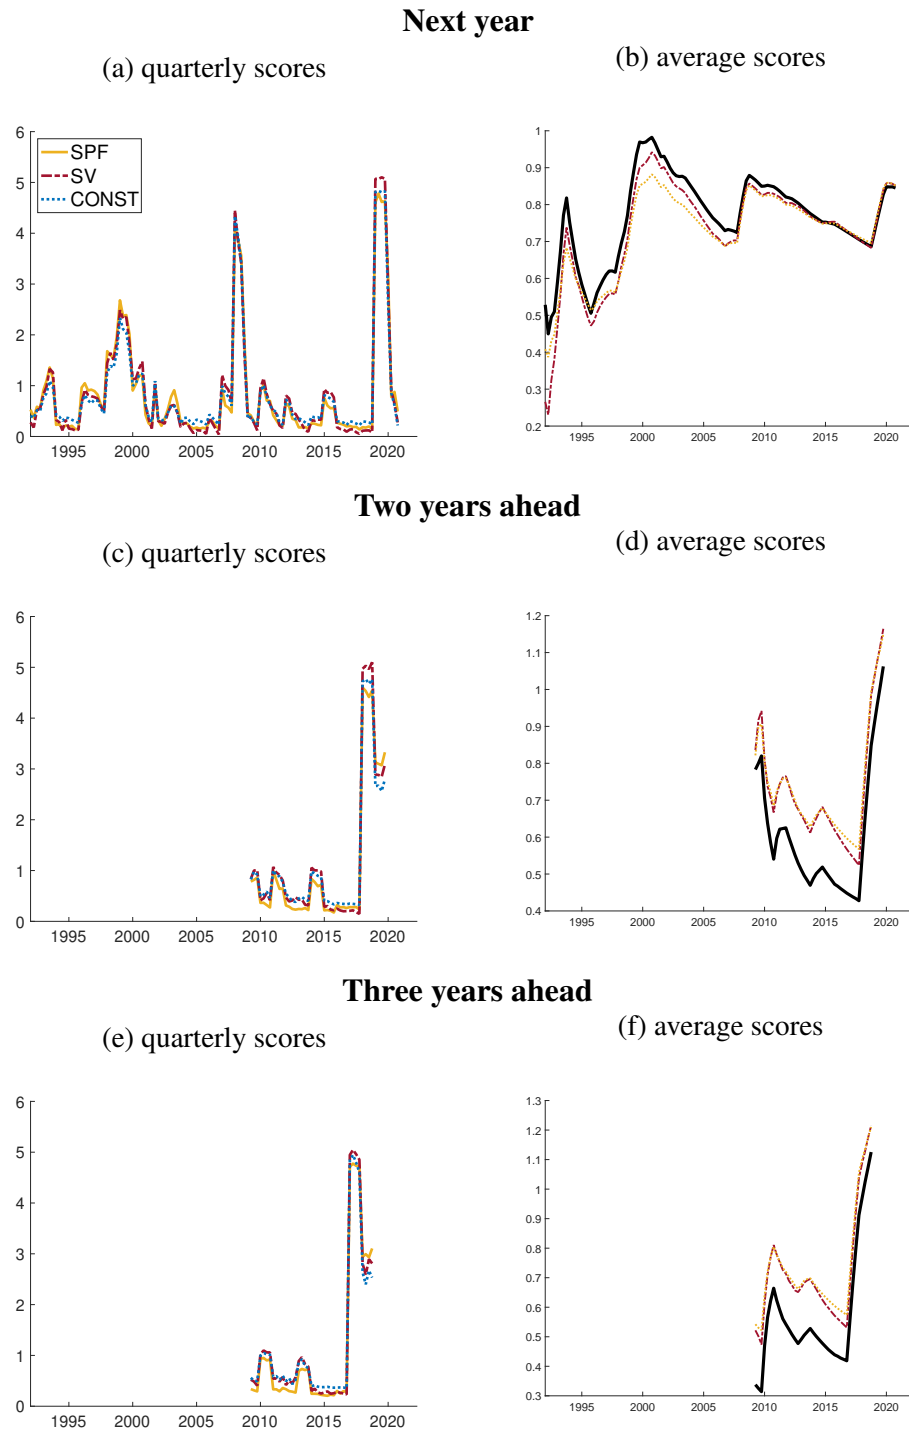 Next year
(a) quarterly scores
(b) average scores
6
5
4
3
2
1
0
SPF
SV
CONST
1995 2000 2005 2010 2015 2020
1
0.9
0.8
0.7
0.6
0.5
0.4
0.3
0.2
1995 2000 2005 2010 2015 2020
Two years ahead
(c) quarterly scores
(d) average scores
6
5
4
3
2
1
0
1995 2000 2005 2010 2015 2020
1.2
1.1
1
0.9
0.8
0.7
0.6
0.5
0.4
1995 2000 2005 2010 2015 2020
Three years ahead
(e) quarterly scores
(f) average scores
6
5
4
3
2
1
0
1995 2000 2005 2010 2015 2020
1.3
1.2
1.1
1
0.9
0.8
0.7
0.6
0.5
0.4
0.3
1995 2000 2005 2010 2015 2020